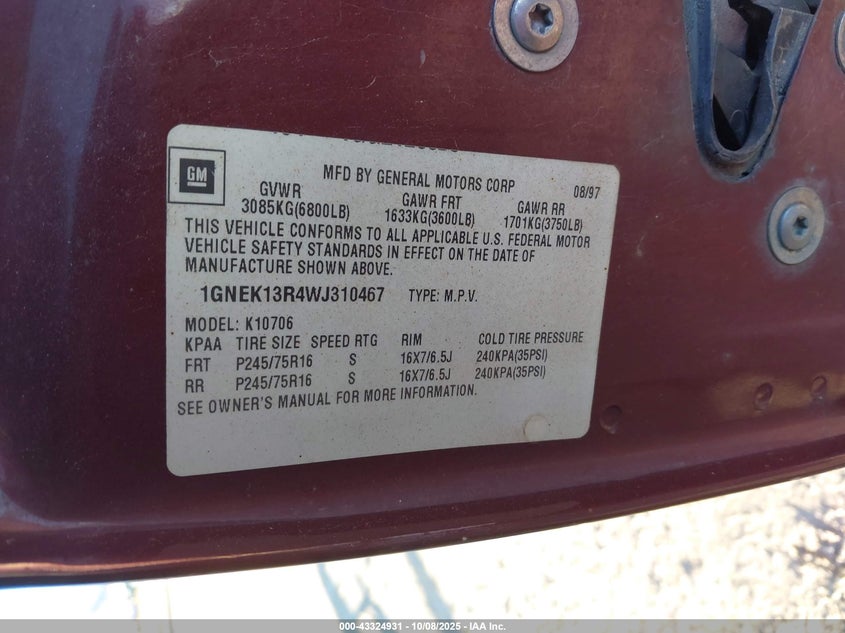 MFD BY GENERAL MOTORS CORP 08/97
GM
GVWR GAWR FRT GAWR RR
3085KG(6800LB) 1633KG(3600LB) 1701KG(3750LB)
THIS VEHICLE CONFORMS TO ALL APPLICABLE U.S. FEDERAL MOTOR
VEHICLE SAFETY STANDARDS IN EFFECT ON THE DATE OF
MANUFACTURE SHOWN ABOVE.
1GNEK13R4WJ310467 TYPE: M.P.V.
MODEL: K10706
KPAA TIRE SIZE SPEED RTG RIM COLD TIRE PRESSURE
FRT P245/75R16 S 16X7/6.5J 240KPA(35PSI)
RR P245/75R16 S 16X7/6.5J 240KPA(35PSI)
SEE OWNER'S MANUAL FOR MORE INFORMATION.
000-43324931 - 10/08/2025 - IAA Inc.